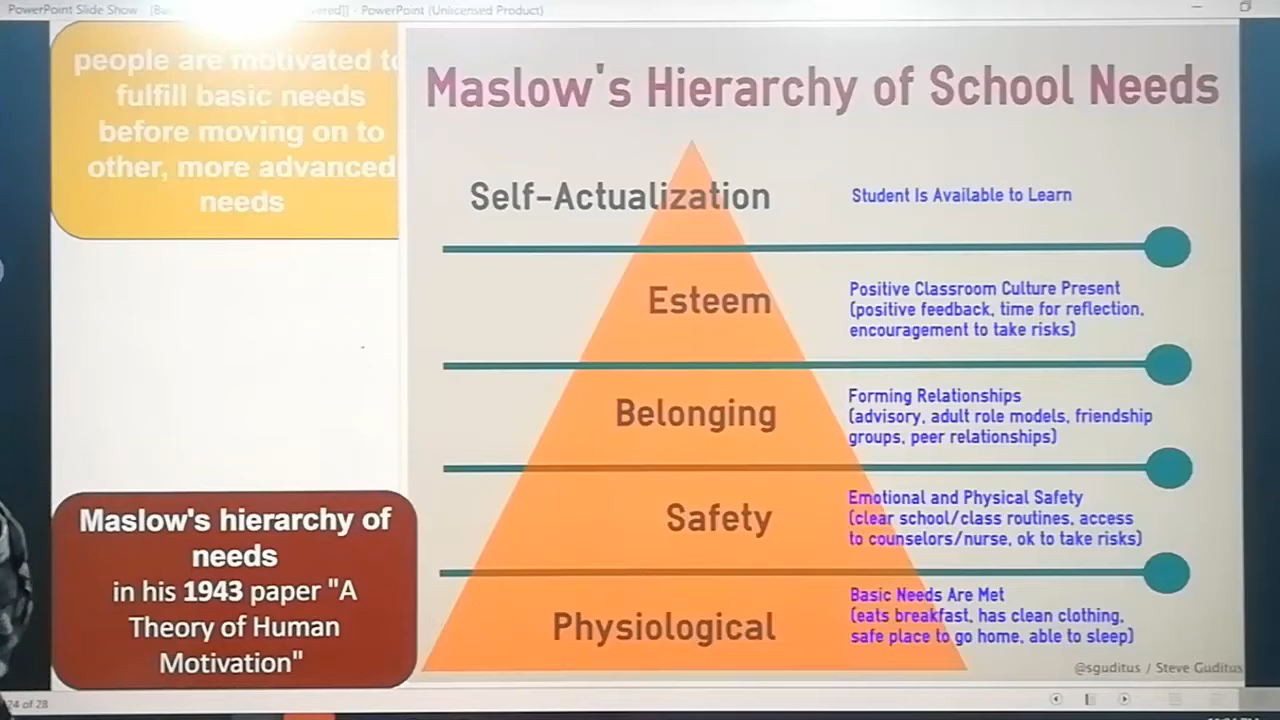 PowerPoint Slide Show - [Ba vered]] - PowerPoint (Unlicensed Product)
people are motivated to
fulfill basic needs
before moving on to
other, more advanced
needs
Maslow's hierarchy of
needs
in his 1943 paper "A
Theory of Human
Motivation"
Maslow's Hierarchy of School Needs
Self-Actualization
Student Is Available to Learn
Esteem
Positive Classroom Culture Present
(positive feedback, time for reflection,
encouragement to take risks)
Belonging
Forming Relationships
(advisory, adult role models, friendship
groups, peer relationships)
Safety
Emotional and Physical Safety
(clear school/class routines, access
to counselors/nurse, ok to take risks)
Physiological
Basic Needs Are Met
(eats breakfast, has clean clothing,
safe place to go home, able to sleep)
@sguditus / Steve Guditus
24 of 28